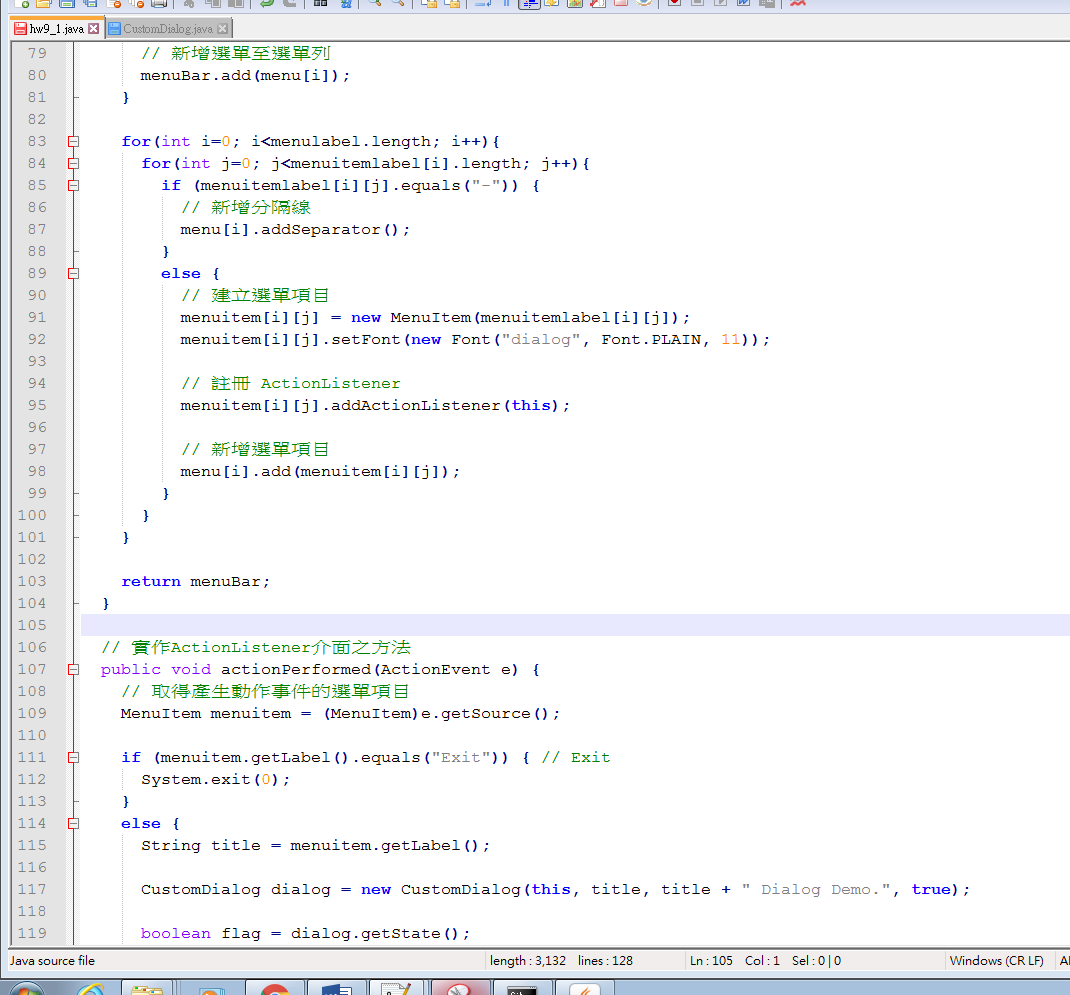 hw9_1.java CustomDialog.java
79 // 新增選單至選單列
80 menuBar.add(menu[i]);
81 }
82
83 for(int i=0; i<menulabel.length; i++){
84 for(int j=0; j<menuitemlabel[i].length; j++){
85 if (menuitemlabel[i][j].equals("-")) {
86 // 新增分隔線
87 menu[i].addSeparator();
88 }
89 else {
90 // 建立選單項目
91 menuitem[i][j] = new MenuItem(menuitemlabel[i][j]);
92 menuitem[i][j].setFont(new Font("dialog", Font.PLAIN, 11));
93
94 // 註冊 ActionListener
95 menuitem[i][j].addActionListener(this);
96
97 // 新增選單項目
98 menu[i].add(menuitem[i][j]);
99 }
100 }
101 }
102
103 return menuBar;
104 }
105
106 // 實作ActionListener介面之方法
107 public void actionPerformed(ActionEvent e) {
108 // 取得產生動作事件的選單項目
109 MenuItem menuitem = (MenuItem)e.getSource();
110
111 if (menuitem.getLabel().equals("Exit")) { // Exit
112 System.exit(0);
113 }
114 else {
115 String title = menuitem.getLabel();
116
117 CustomDialog dialog = new CustomDialog(this, title, title + " Dialog Demo.", true);
118
119 boolean flag = dialog.getState();
Java source file length : 3,132 lines : 128 Ln : 105 Col : 1 Sel : 0 | 0 Windows (CR LF)